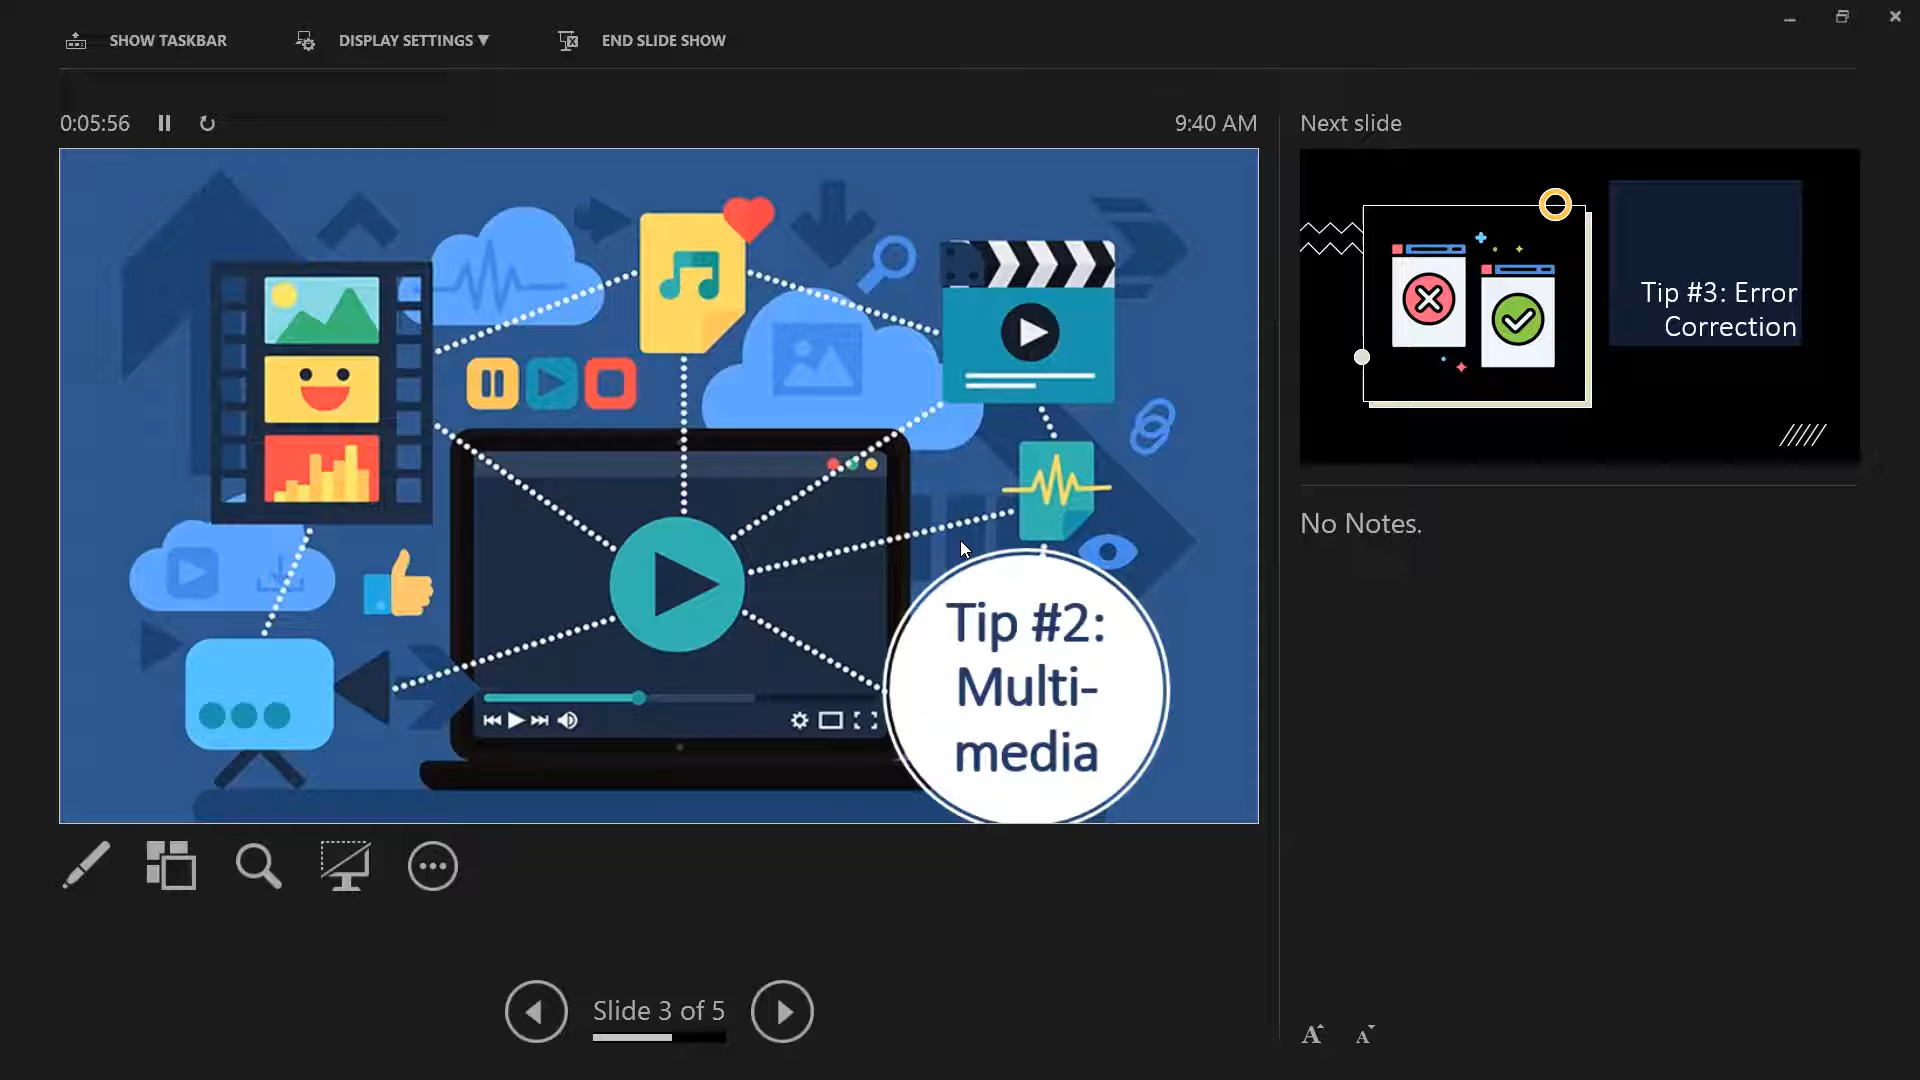 SHOW TASKBAR
DISPLAY SETTINGS ▼
END SLIDE SHOW
0:05:56
9:40 AM
Tip #2:
Multi-
media
Slide 3 of 5
Next slide
Tip #3: Error
Correction
No Notes.
A
A